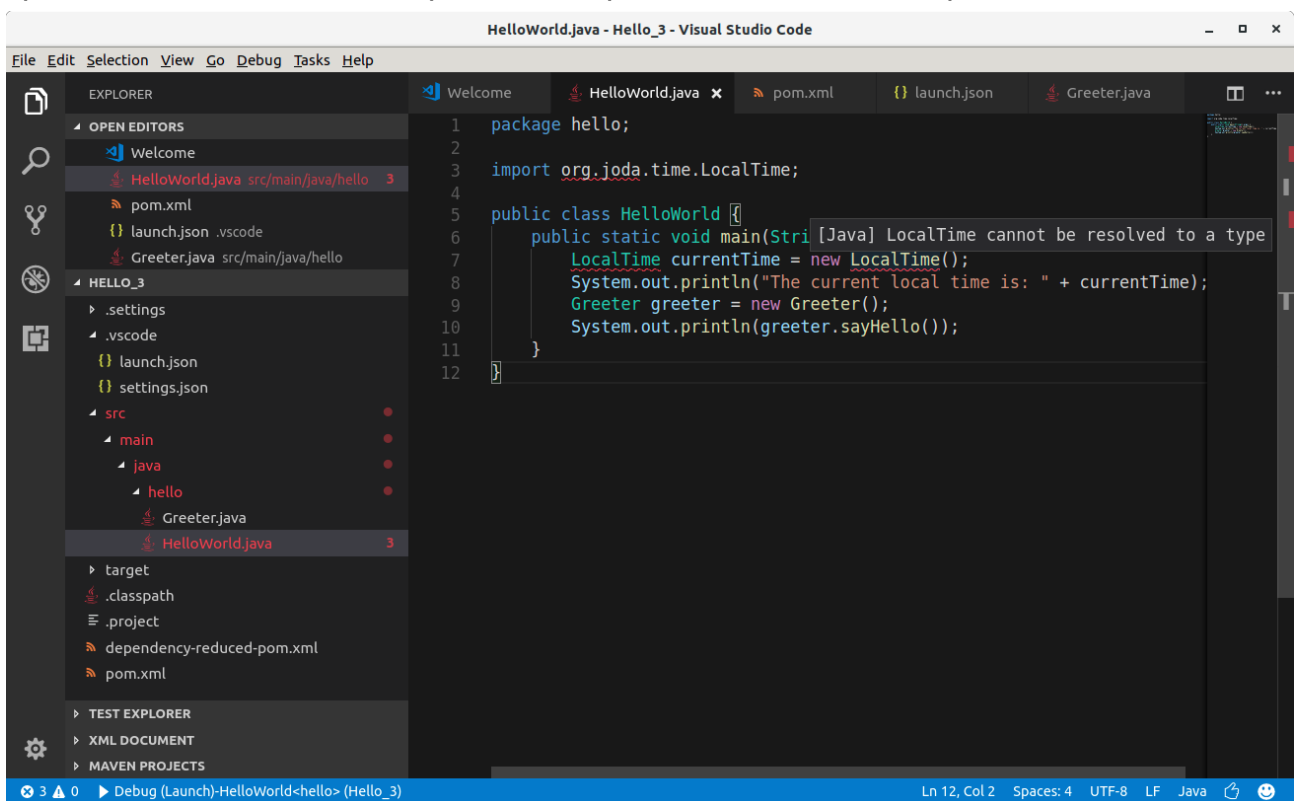 HelloWorld.java - Hello_3 - Visual Studio Code
File Edit Selection View Go Debug Tasks Help
EXPLORER
OPEN EDITORS
Welcome
HelloWorld.java src/main/java/hello 3
pom.xml
{} launch.json .vscode
Greeter.java src/main/java/hello
HELLO_3
.settings
.vscode
{} launch.json
{} settings.json
src
main
java
hello
Greeter.java
HelloWorld.java 3
target
.classpath
.project
dependency-reduced-pom.xml
pom.xml
TEST EXPLORER
XML DOCUMENT
MAVEN PROJECTS
Welcome HelloWorld.java × pom.xml {} launch.json Greeter.java ...
1 package hello;
2
3 import org.joda.time.LocalTime;
4
5 public class HelloWorld {
6 public static void main(Stri
[Java] LocalTime cannot be resolved to a type
7 LocalTime currentTime = new LocalTime();
8 System.out.println("The current local time is: " + currentTime);
9 Greeter greeter = new Greeter();
10 System.out.println(greeter.sayHello());
11 }
12 }
3 0 Debug (Launch)-HelloWorld<hello> (Hello_3) Ln 12, Col 2 Spaces: 4 UTF-8 LF Java